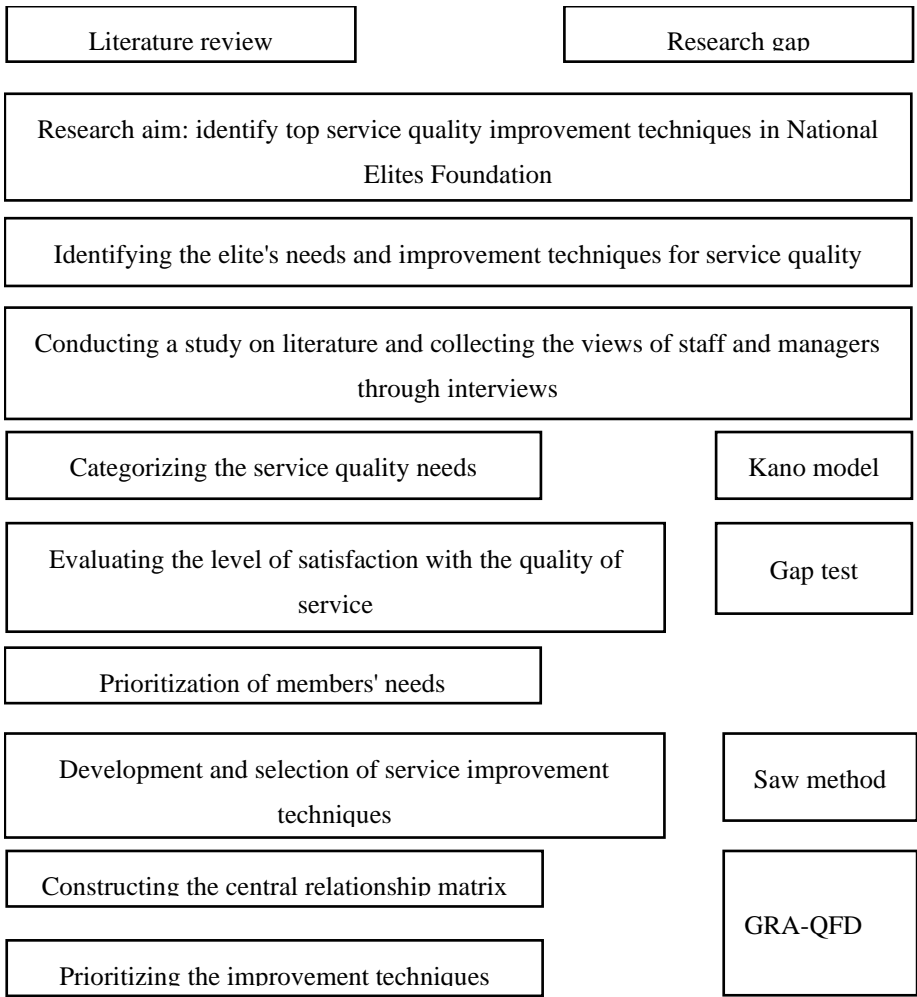 Literature review
Research gap
Research aim: identify top service quality improvement techniques in National
Elites Foundation
Identifying the elite's needs and improvement techniques for service quality
Conducting a study on literature and collecting the views of staff and managers
through interviews
Categorizing the service quality needs
Kano model
Evaluating the level of satisfaction with the quality of
service
Gap test
Prioritization of members' needs
Development and selection of service improvement
techniques
Saw method
Constructing the central relationship matrix
GRA-QFD
Prioritizing the improvement techniques